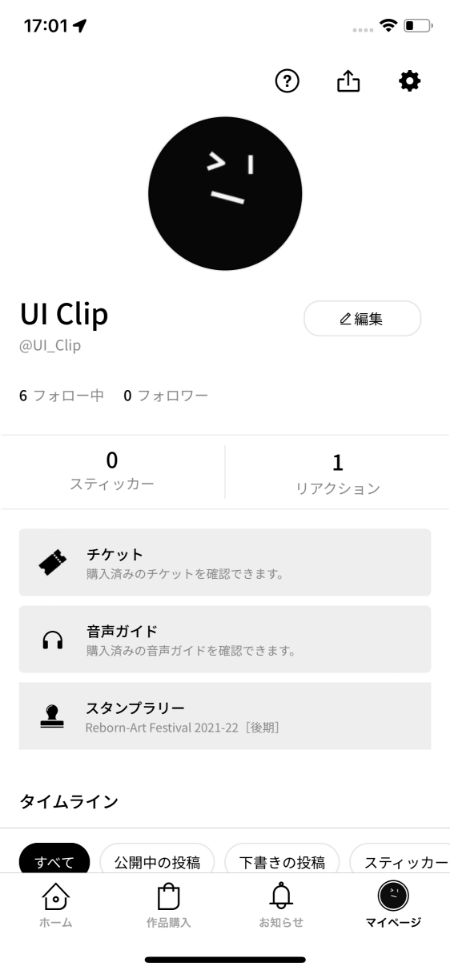 17:01
UI Clip
編集
@UI_Clip
6 フォロー中 0 フォロワー
0
スティッカー
1
リアクション
チケット
購入済みのチケットを確認できます。
音声ガイド
購入済みの音声ガイドを確認できます。
スタンプラリー
Reborn-Art Festival 2021-22［後期］
タイムライン
すべて 公開中の投稿 下書きの投稿 スティッカー
ホーム 作品購入 お知らせ マイページ